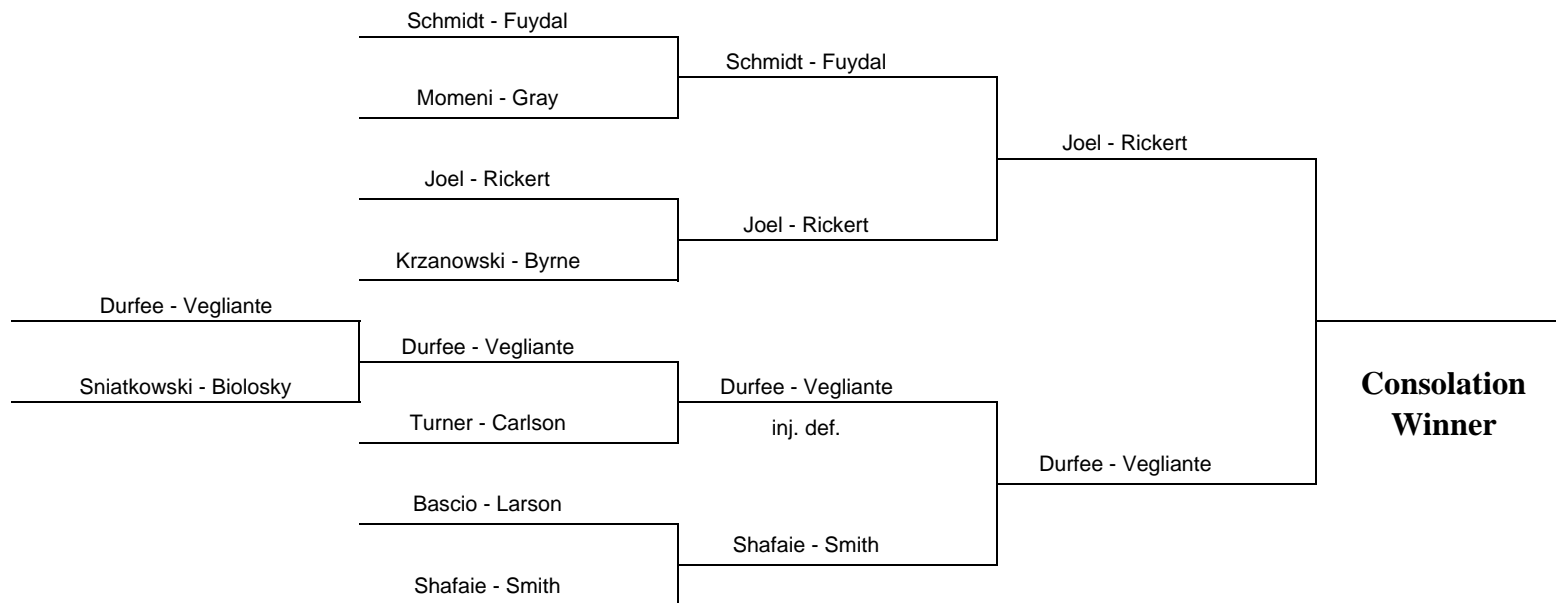 Schmidt - Fuydal
Schmidt - Fuydal
Momeni - Gray
Joel - Rickert
Joel - Rickert
Joel - Rickert
Krzanowski - Byrne
Durfee - Vegliante
Durfee - Vegliante
Sniatkowski - Biolosky
Durfee - Vegliante
Consolation
Winner
Turner - Carlson
inj. def.
Durfee - Vegliante
Bascio - Larson
Shafaie - Smith
Shafaie - Smith